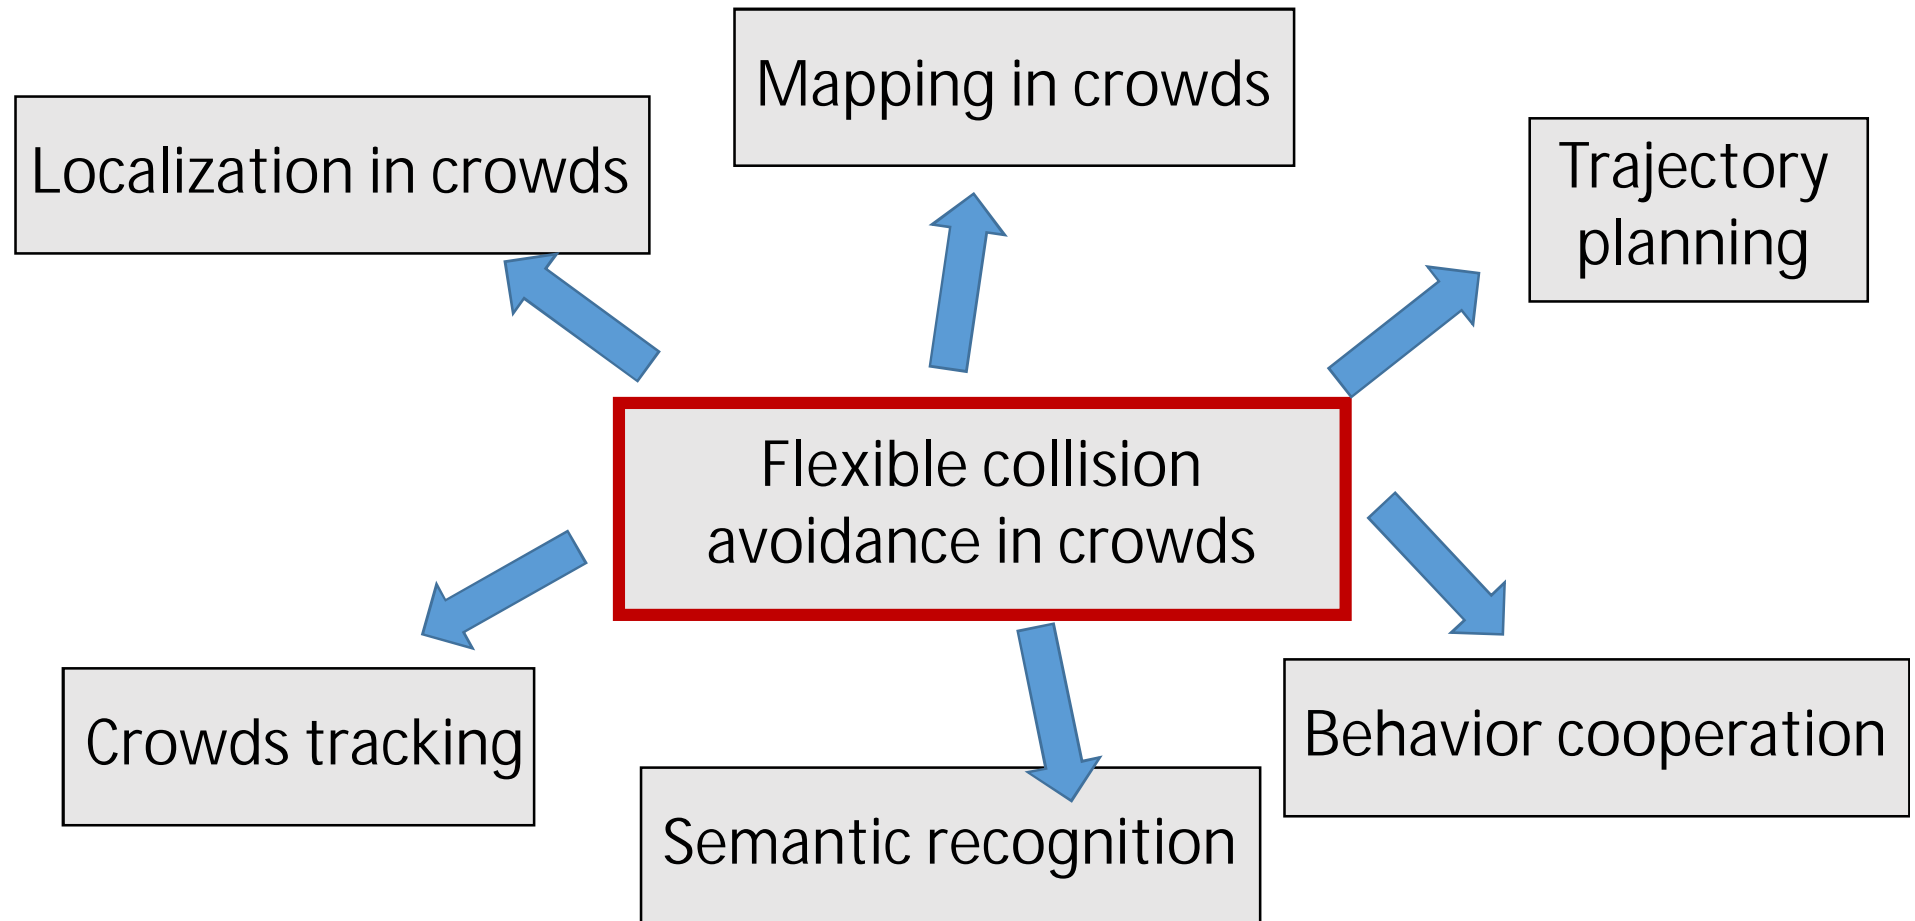 Mapping in crowds
Localization in crowds
Trajectory
planning
Flexible collision
avoidance in crowds
Crowds tracking
Behavior cooperation
Semantic recognition